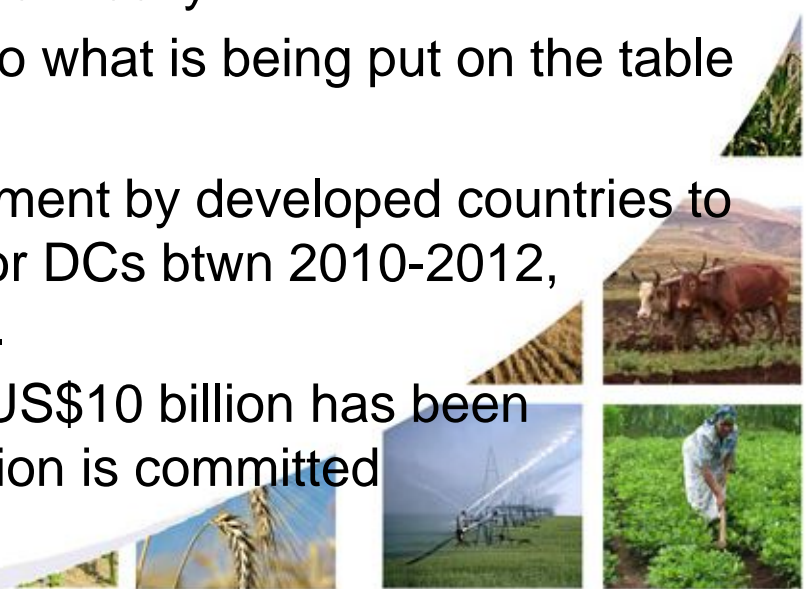 o what is being put on the table
ment by developed countries to
or DCs btwn 2010-2012,
.
US$10 billion has been
ion is committed